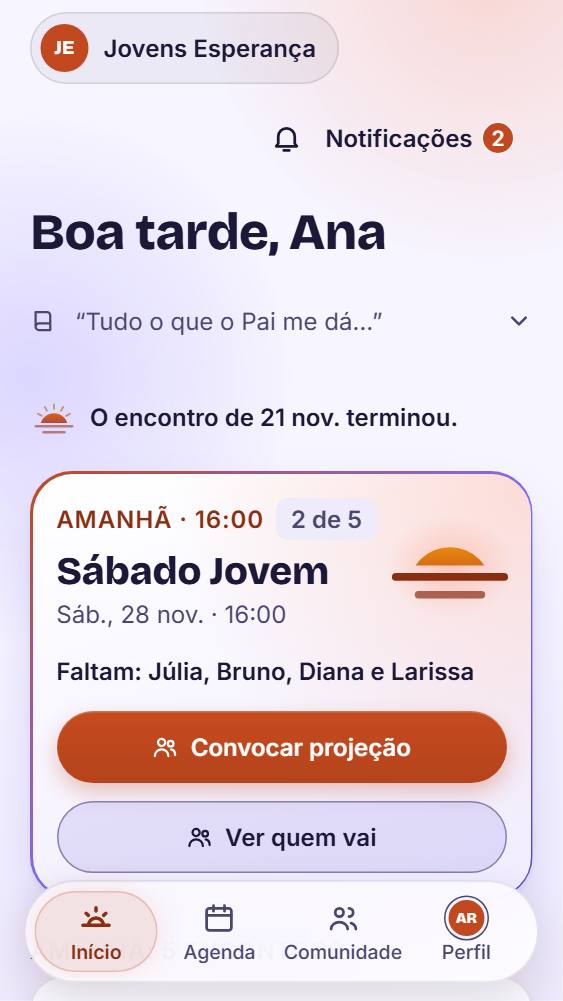 JE Jovens Esperança
Notificações 2
Boa tarde, Ana
“Tudo o que o Pai me dá...”
O encontro de 21 nov. terminou.
AMANHÃ · 16:00 2 de 5
Sábado Jovem
Sáb., 28 nov. · 16:00
Faltam: Júlia, Bruno, Diana e Larissa
Convocar projeção
Ver quem vai
AR
Início Agenda Comunidade Perfil